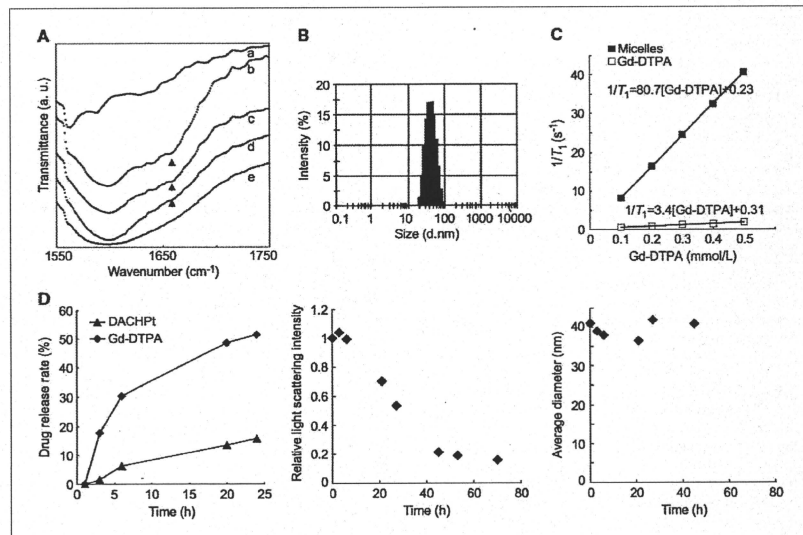 A
Transmittance (a. u.)
a
b
c
d
e
1550
1650
1750
Wavenumber (cm-1)
B
Intensity (%)
20
15
10
5
0
0.1
1
10
100
1000
10000
Size (d.nm)
C
Micelles
Gd-DTPA
1/T1 (s-1)
40
30
20
10
0
1/T1=80.7[Gd-DTPA]+0.23
1/T1=3.4[Gd-DTPA]+0.31
0
0.1
0.2
0.3
0.4
0.5
Gd-DTPA (mmol/L)
D
Drug release rate (%)
60
50
40
30
20
10
0
DACHPt
Gd-DTPA
0
5
10
15
20
25
Time (h)
Relative light scattering intensity
1.2
1
0.8
0.6
0.4
0.2
0
0
20
40
60
80
Time (h)
Average diameter (nm)
40
30
20
10
0
0
20
40
60
80
Time (h)